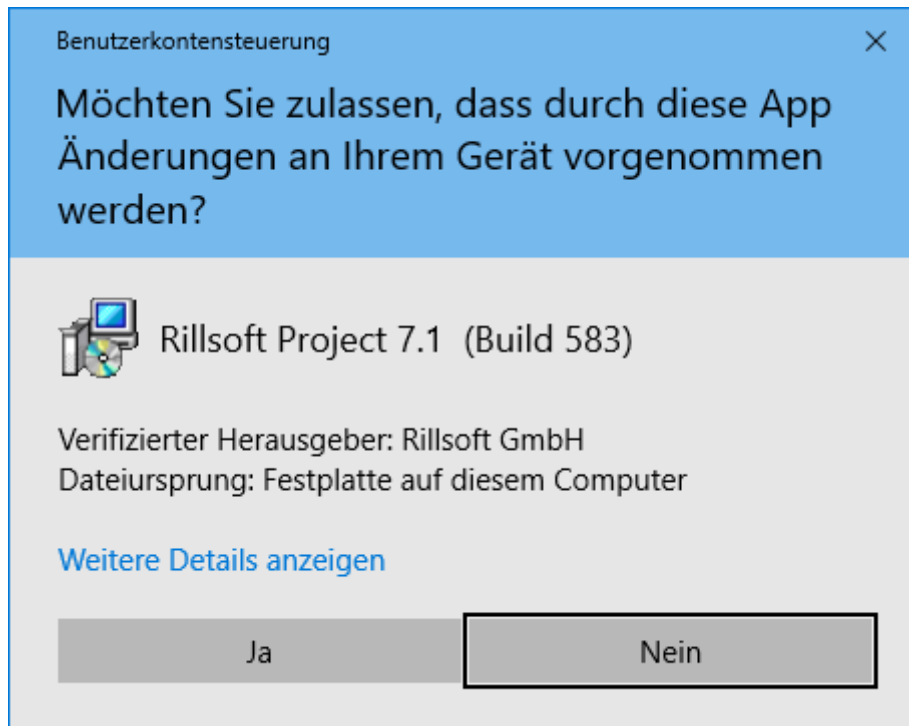 Benutzerkontensteuerung
Möchten Sie zulassen, dass durch diese App
Änderungen an Ihrem Gerät vorgenommen
werden?
Rillsoft Project 7.1 (Build 583)
Verifizierter Herausgeber: Rillsoft GmbH
Dateiursprung: Festplatte auf diesem Computer
Weitere Details anzeigen
Ja
Nein